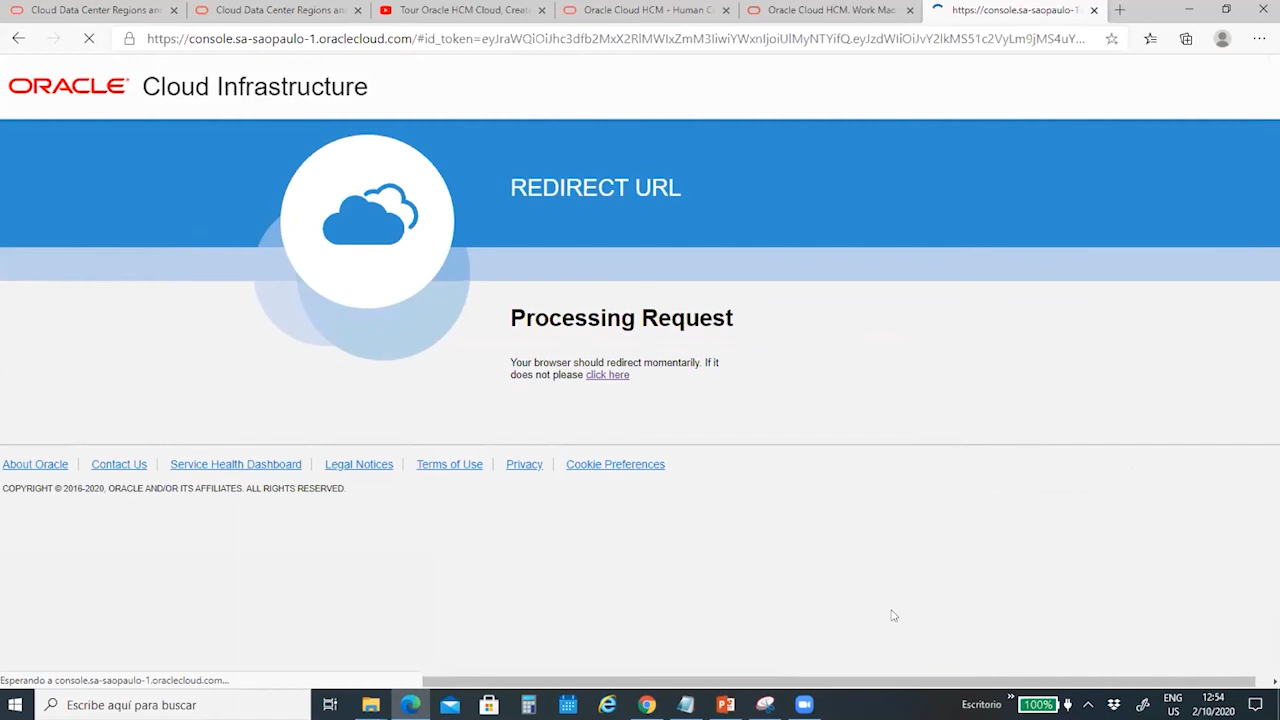 Cloud Data Center Regions an
Cloud Data Center Regions an
Tour Oracle HCM Cloud, Create
Oracle Cloud HCM - Human C
Oracle Cloud HCM. Work Mad
https://console.sa-saopaulo-1
ORACLE Cloud Infrastructure
REDIRECT URL
Processing Request
Your browser should redirect momentarily. If it
does not please click here
About Oracle
Contact Us
Service Health Dashboard
Legal Notices
Terms of Use
Privacy
Cookie Preferences
COPYRIGHT © 2016-2020, ORACLE AND/OR ITS AFFILIATES. ALL RIGHTS RESERVED.
Esperando a console.sa-saopaulo-1.oraclecloud.com...
Escribe aquí para buscar
Escritorio
100%
ENG
US
12:54
2/10/2020